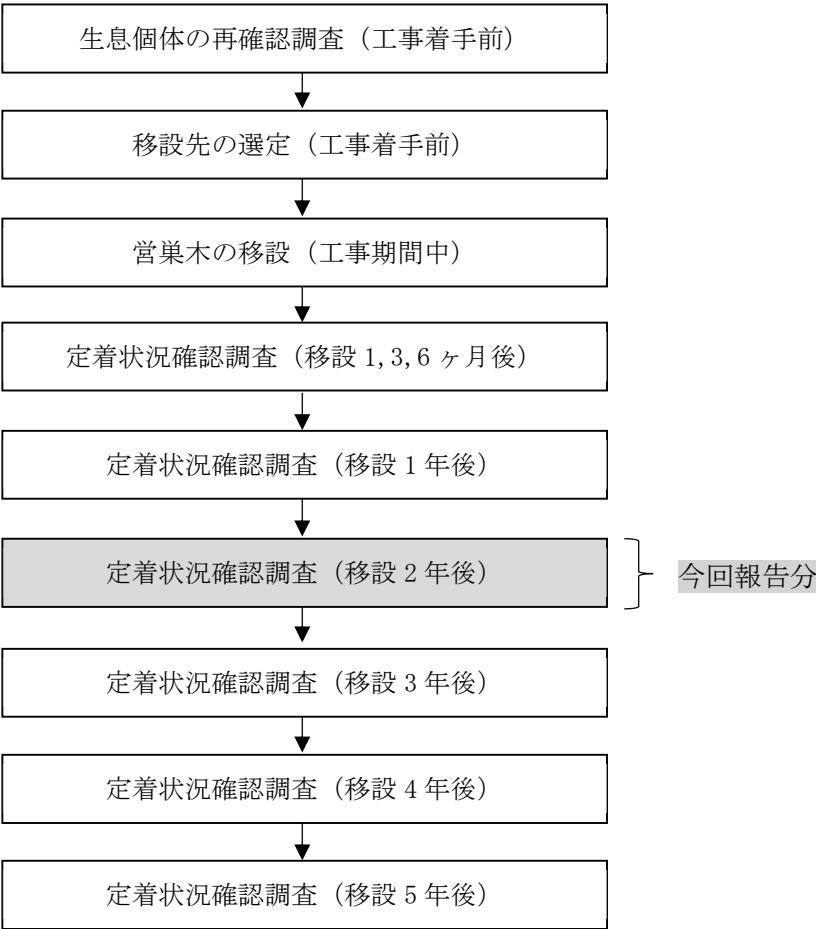 生息個体の再確認調査（工事着手前）
移設先の選定（工事着手前）
営巣木の移設（工事期間中）
定着状況確認調査（移設 1,3,6 ヶ月後）
定着状況確認調査（移設 1 年後）
定着状況確認調査（移設 2 年後）
今回報告分
定着状況確認調査（移設 3 年後）
定着状況確認調査（移設 4 年後）
定着状況確認調査（移設 5 年後）